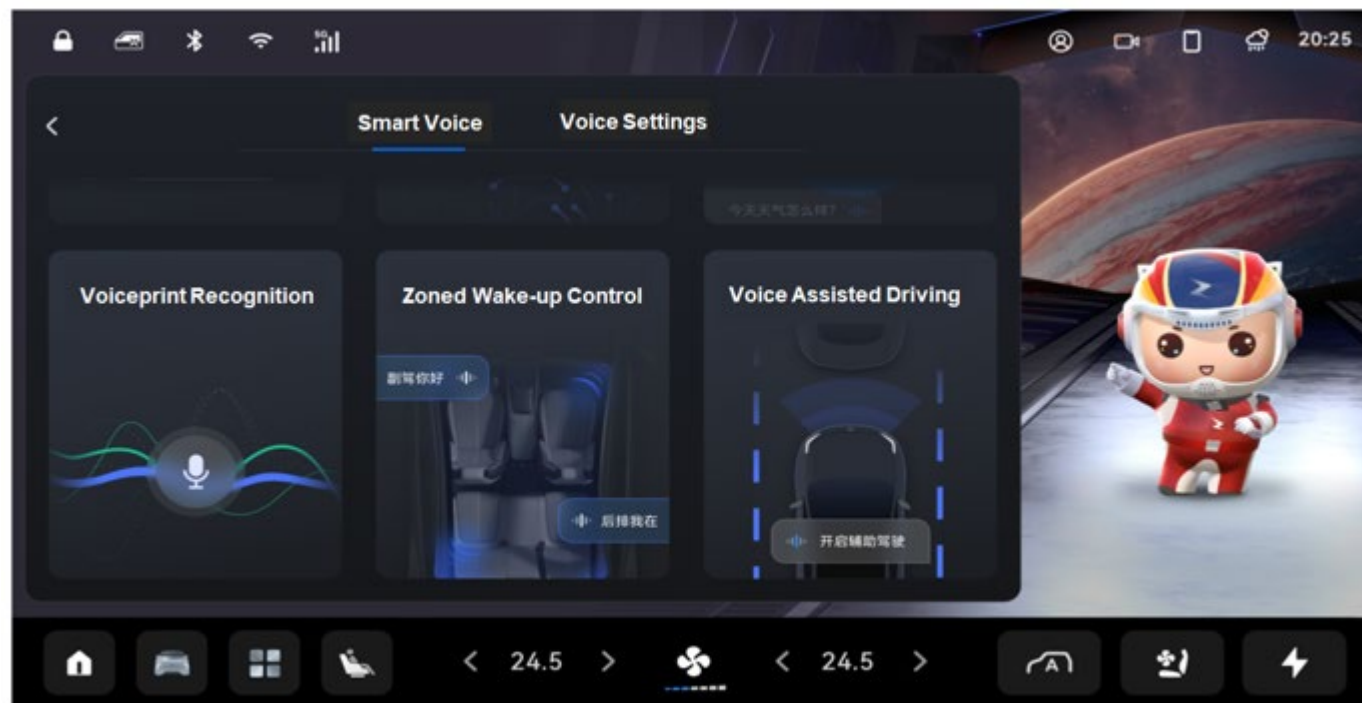 5G
20:25
Smart Voice
Voice Settings
今天天气怎么样?
Voiceprint Recognition
Zoned Wake-up Control
Voice Assisted Driving
副驾你好
后排我在
开启辅助驾驶
24.5
24.5
A